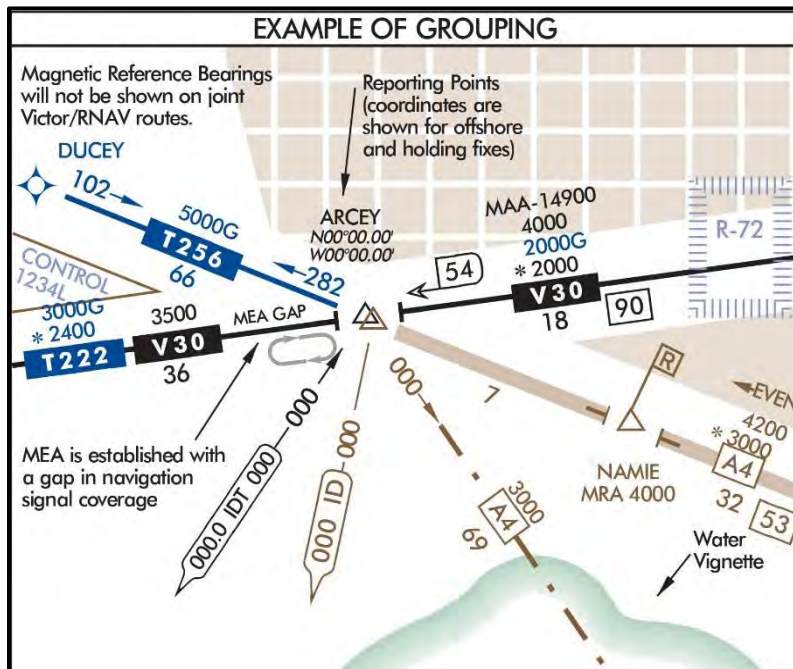 EXAMPLE OF GROUPING
Magnetic Reference Bearings
will not be shown on joint
Victor/RNAV routes.
Reporting Points
(coordinates are
shown for offshore
and holding fixes)
DUCEY
102
5000G
T256
66
282
ARCEY
N00°00.00'
W00°00.00'
MAA-14900
4000
2000G
*2000
V30
18
90
54
R-72
CONTROL
1234L
3000G
*2400
T222
3500
V30
36
MEA GAP
MEA is established with
a gap in navigation
signal coverage
000
000.0 IDT 000
000
000 ID
000
3000
A4
69
7
R
NAMIE
MRA 4000
EVEN
4200
*3000
A4
32
53
Water
Vignette